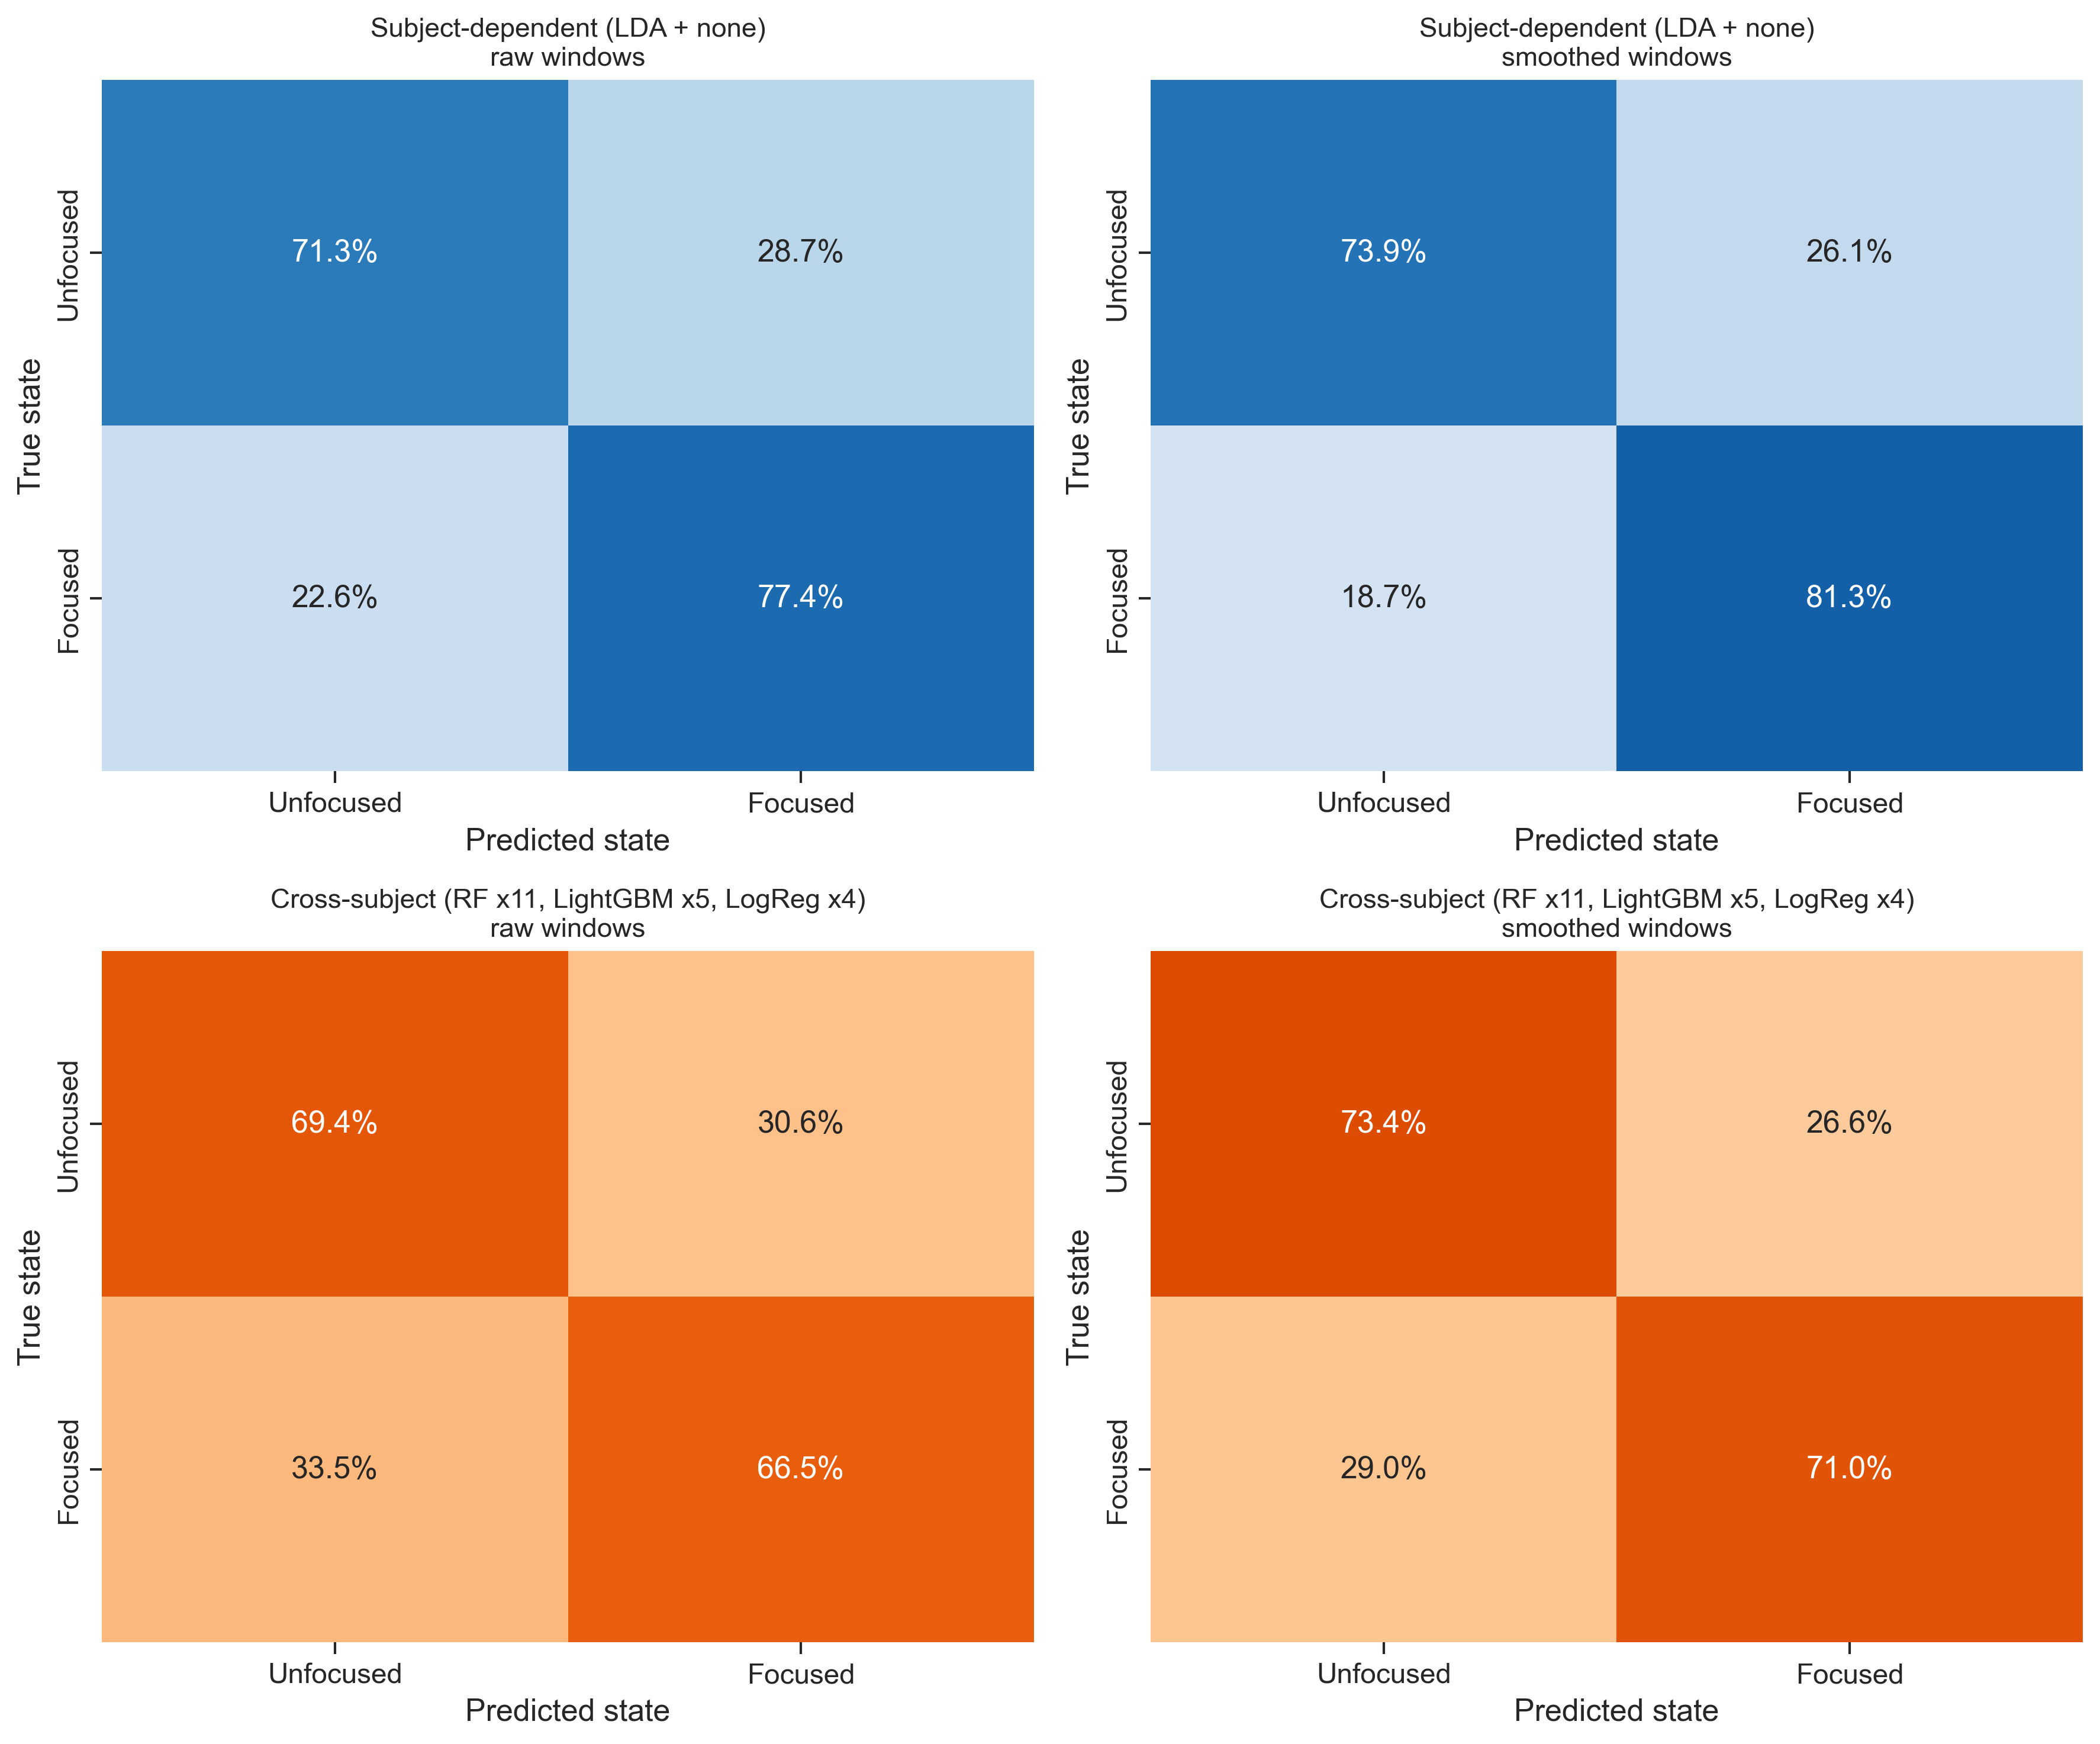 Subject-dependent (LDA + none)
raw windows
True state
Unfocused
Focused
71.3%
28.7%
22.6%
77.4%
Unfocused
Focused
Predicted state
Subject-dependent (LDA + none)
smoothed windows
True state
Unfocused
Focused
73.9%
26.1%
18.7%
81.3%
Unfocused
Focused
Predicted state
Cross-subject (RF x11, LightGBM x5, LogReg x4)
raw windows
True state
Unfocused
Focused
69.4%
30.6%
33.5%
66.5%
Unfocused
Focused
Predicted state
Cross-subject (RF x11, LightGBM x5, LogReg x4)
smoothed windows
True state
Unfocused
Focused
73.4%
26.6%
29.0%
71.0%
Unfocused
Focused
Predicted state